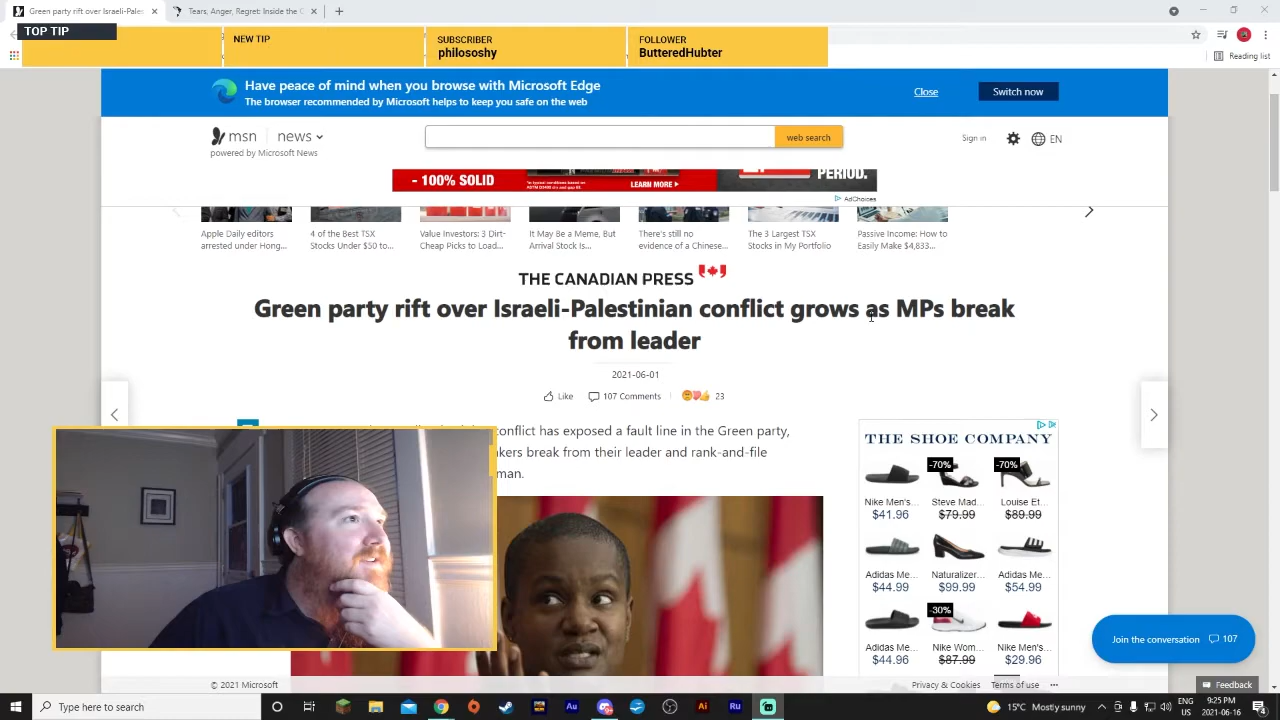 Green party rift over Israeli-Pales
Tears, Anger, Regret: Inside the G
TOP TIP
NEW TIP
SUBSCRIBER
philososhy
FOLLOWER
ButteredHubter
Reading list
Have peace of mind when you browse with Microsoft Edge
The browser recommended by Microsoft helps to keep you safe on the web
Close
Switch now
msn
news
powered by Microsoft News
web search
Sign in
EN
- 100% SOLID
LEARN MORE
PERIOD.
AdChoices
Apple Daily editors
arrested under Hong...
4 of the Best TSX
Stocks Under $50 to...
Value Investors: 3 Dirt-
Cheap Picks to Load...
It May be a Meme, But
Arrival Stock Is...
There's still no
evidence of a Chinese...
The 3 Largest TSX
Stocks in My Portfolio
Passive Income: How to
Easily Make $4,833...
THE CANADIAN PRESS
Green party rift over Israeli-Palestinian conflict grows as MPs break
from leader
2021-06-01
Like
107 Comments
23
conflict has exposed a fault line in the Green party,
kers break from their leader and rank-and-file
man.
THE SHOE COMPANY
-70%
-70%
Nike Men's...
$41.96
Steve Mad...
$79.99
Louise Et...
$89.99
Adidas Me...
$44.99
Naturalizer...
$99.99
Adidas Me...
$54.99
-30%
Adidas Me...
$44.96
Nike Wom...
$87.99
Nike Men's...
$29.96
Join the conversation
107
© 2021 Microsoft
Privacy & Cookies
Terms of use
...
Feedback
Type here to search
15°C Mostly sunny
ENG
US
9:25 PM
2021-06-16